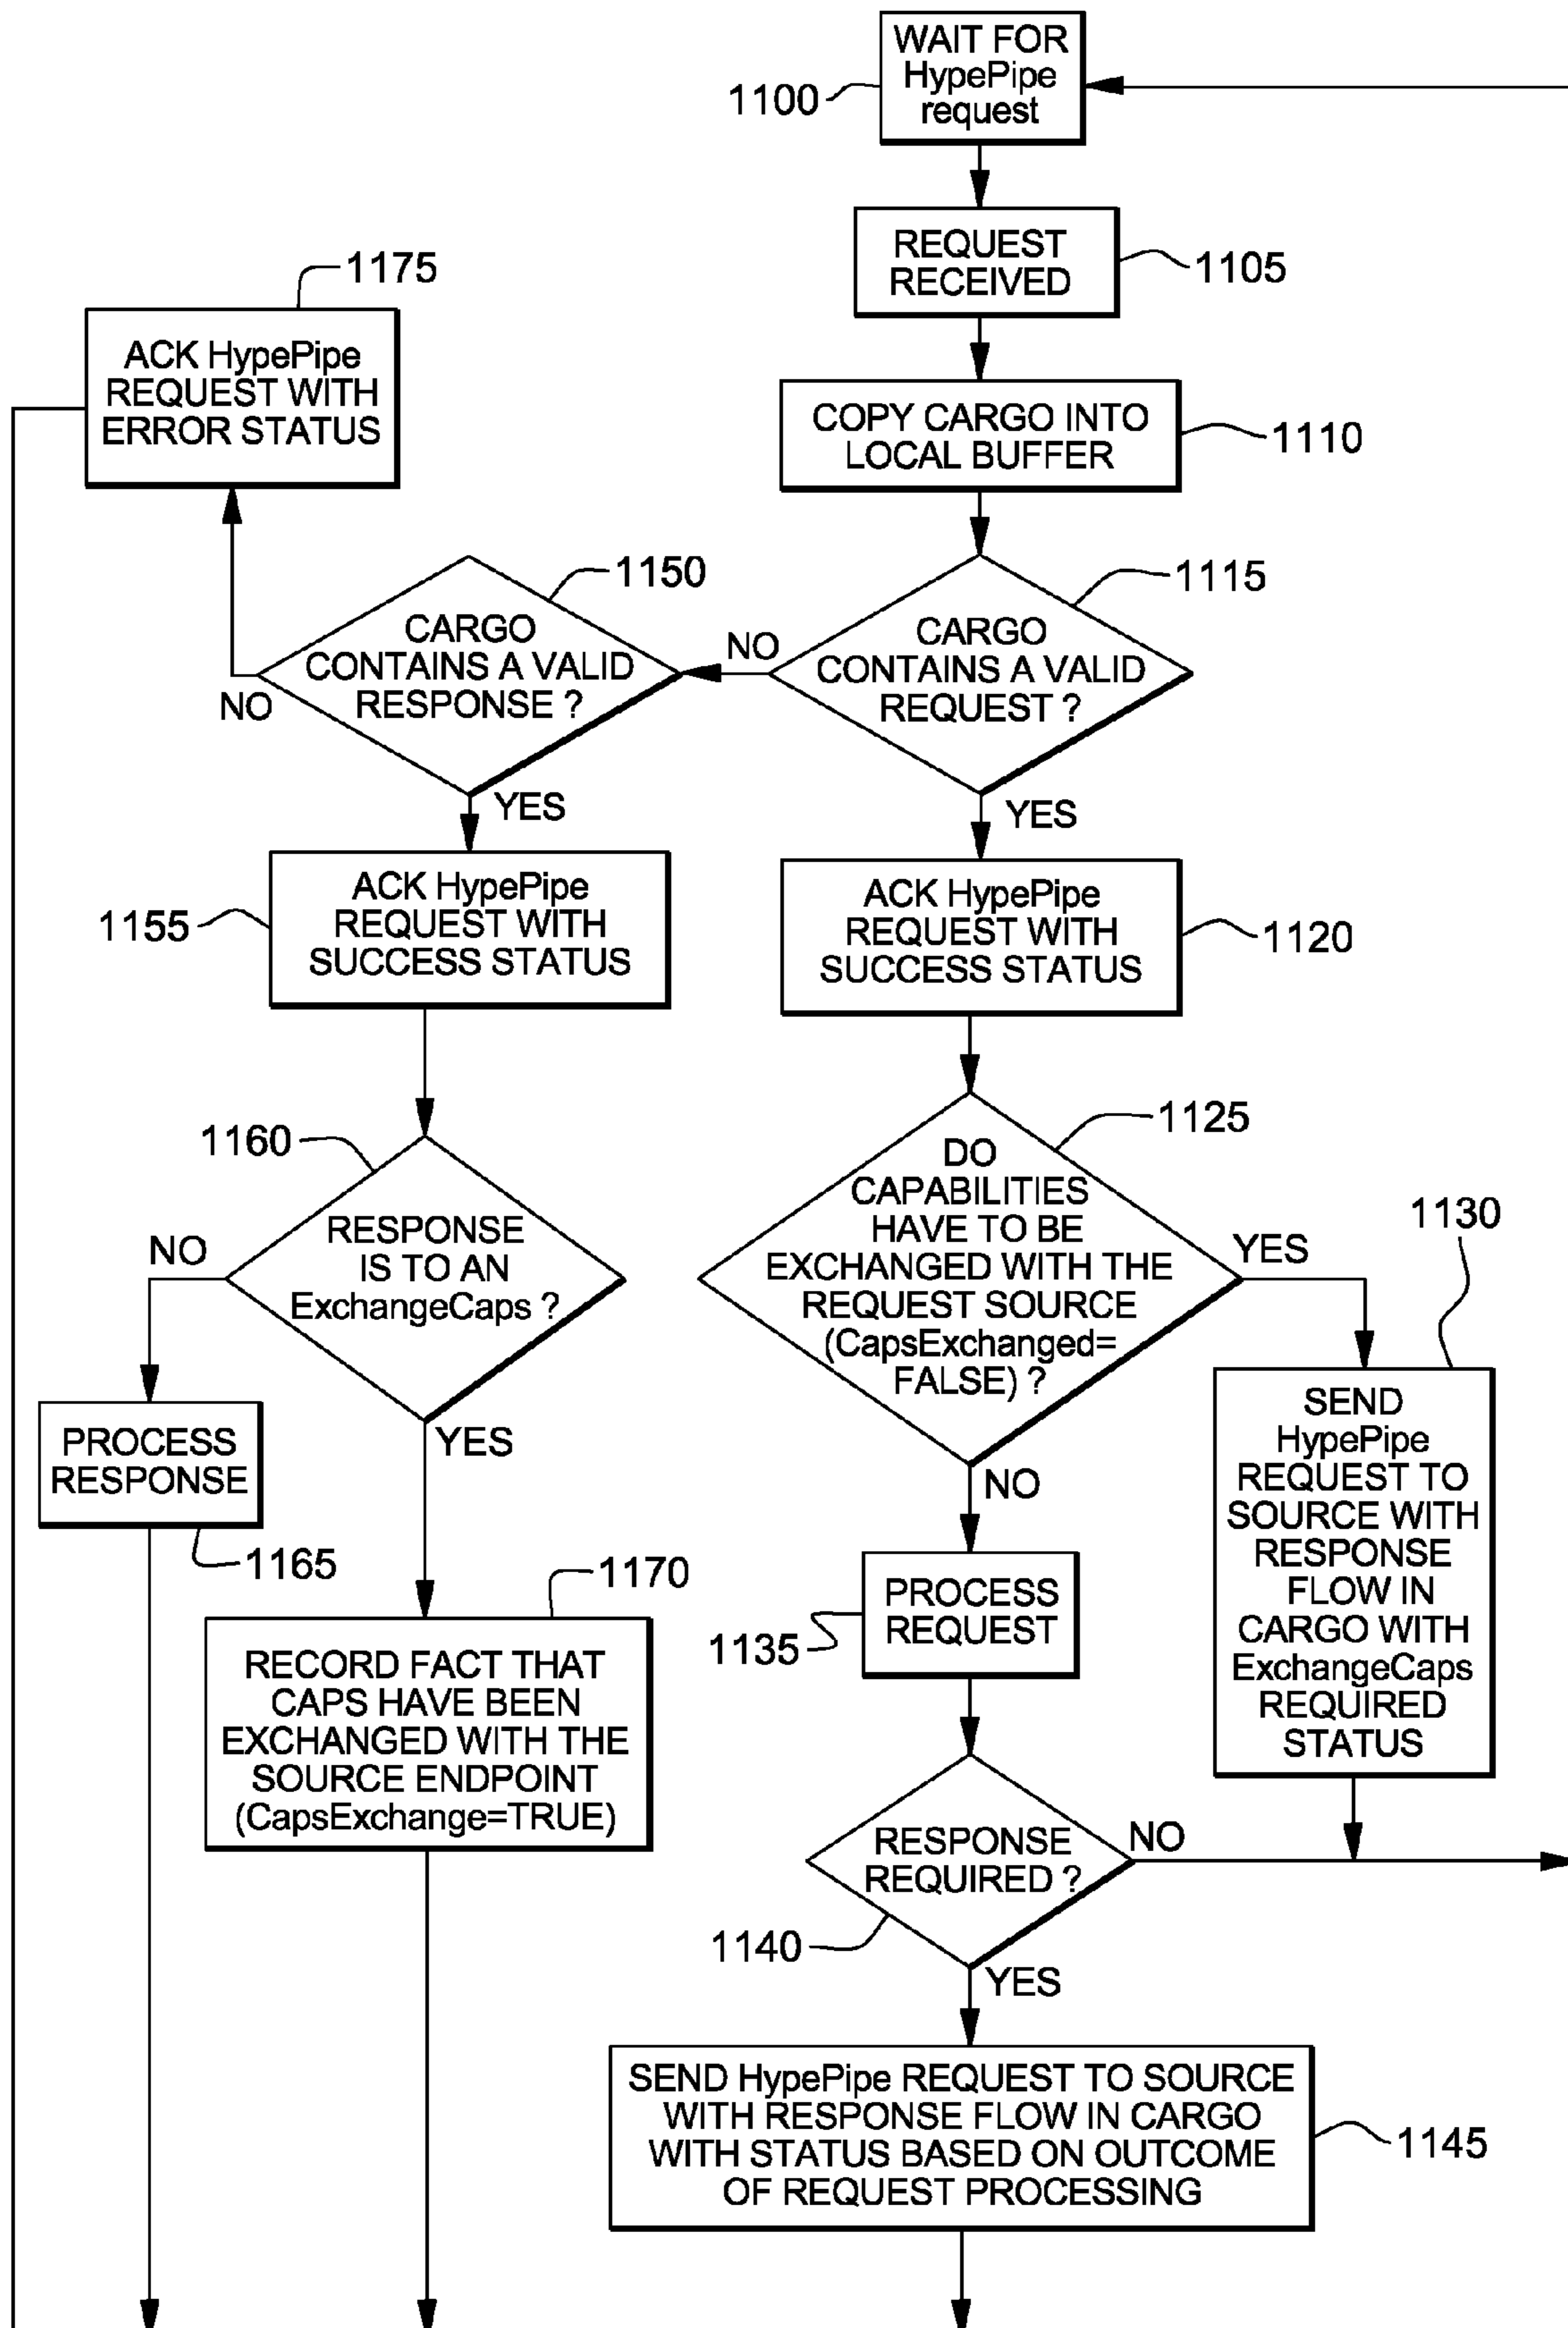 WAIT FOR
HypePipe
request
1100
REQUEST
RECEIVED
1105
1175
ACK HypePipe
REQUEST WITH
ERROR STATUS
COPY CARGO INTO
LOCAL BUFFER
1110
1150
CARGO
CONTAINS A VALID
RESPONSE ?
NO
YES
1115
CARGO
CONTAINS A VALID
REQUEST ?
NO
YES
ACK HypePipe
REQUEST WITH
SUCCESS STATUS
1155
ACK HypePipe
REQUEST WITH
SUCCESS STATUS
1120
1160
RESPONSE
IS TO AN
ExchangeCaps ?
NO
YES
1125
DO
CAPABILITIES
HAVE TO BE
EXCHANGED WITH THE
REQUEST SOURCE
(CapsExchanged=
FALSE) ?
YES
NO
1130
SEND
HypePipe
REQUEST TO
SOURCE WITH
RESPONSE
FLOW IN
CARGO WITH
ExchangeCaps
REQUIRED
STATUS
PROCESS
RESPONSE
1165
1170
RECORD FACT THAT
CAPS HAVE BEEN
EXCHANGED WITH THE
SOURCE ENDPOINT
(CapsExchange=TRUE)
PROCESS
REQUEST
1135
RESPONSE
REQUIRED ?
NO
1140
YES
SEND HypePipe REQUEST TO SOURCE
WITH RESPONSE FLOW IN CARGO
WITH STATUS BASED ON OUTCOME
OF REQUEST PROCESSING
1145